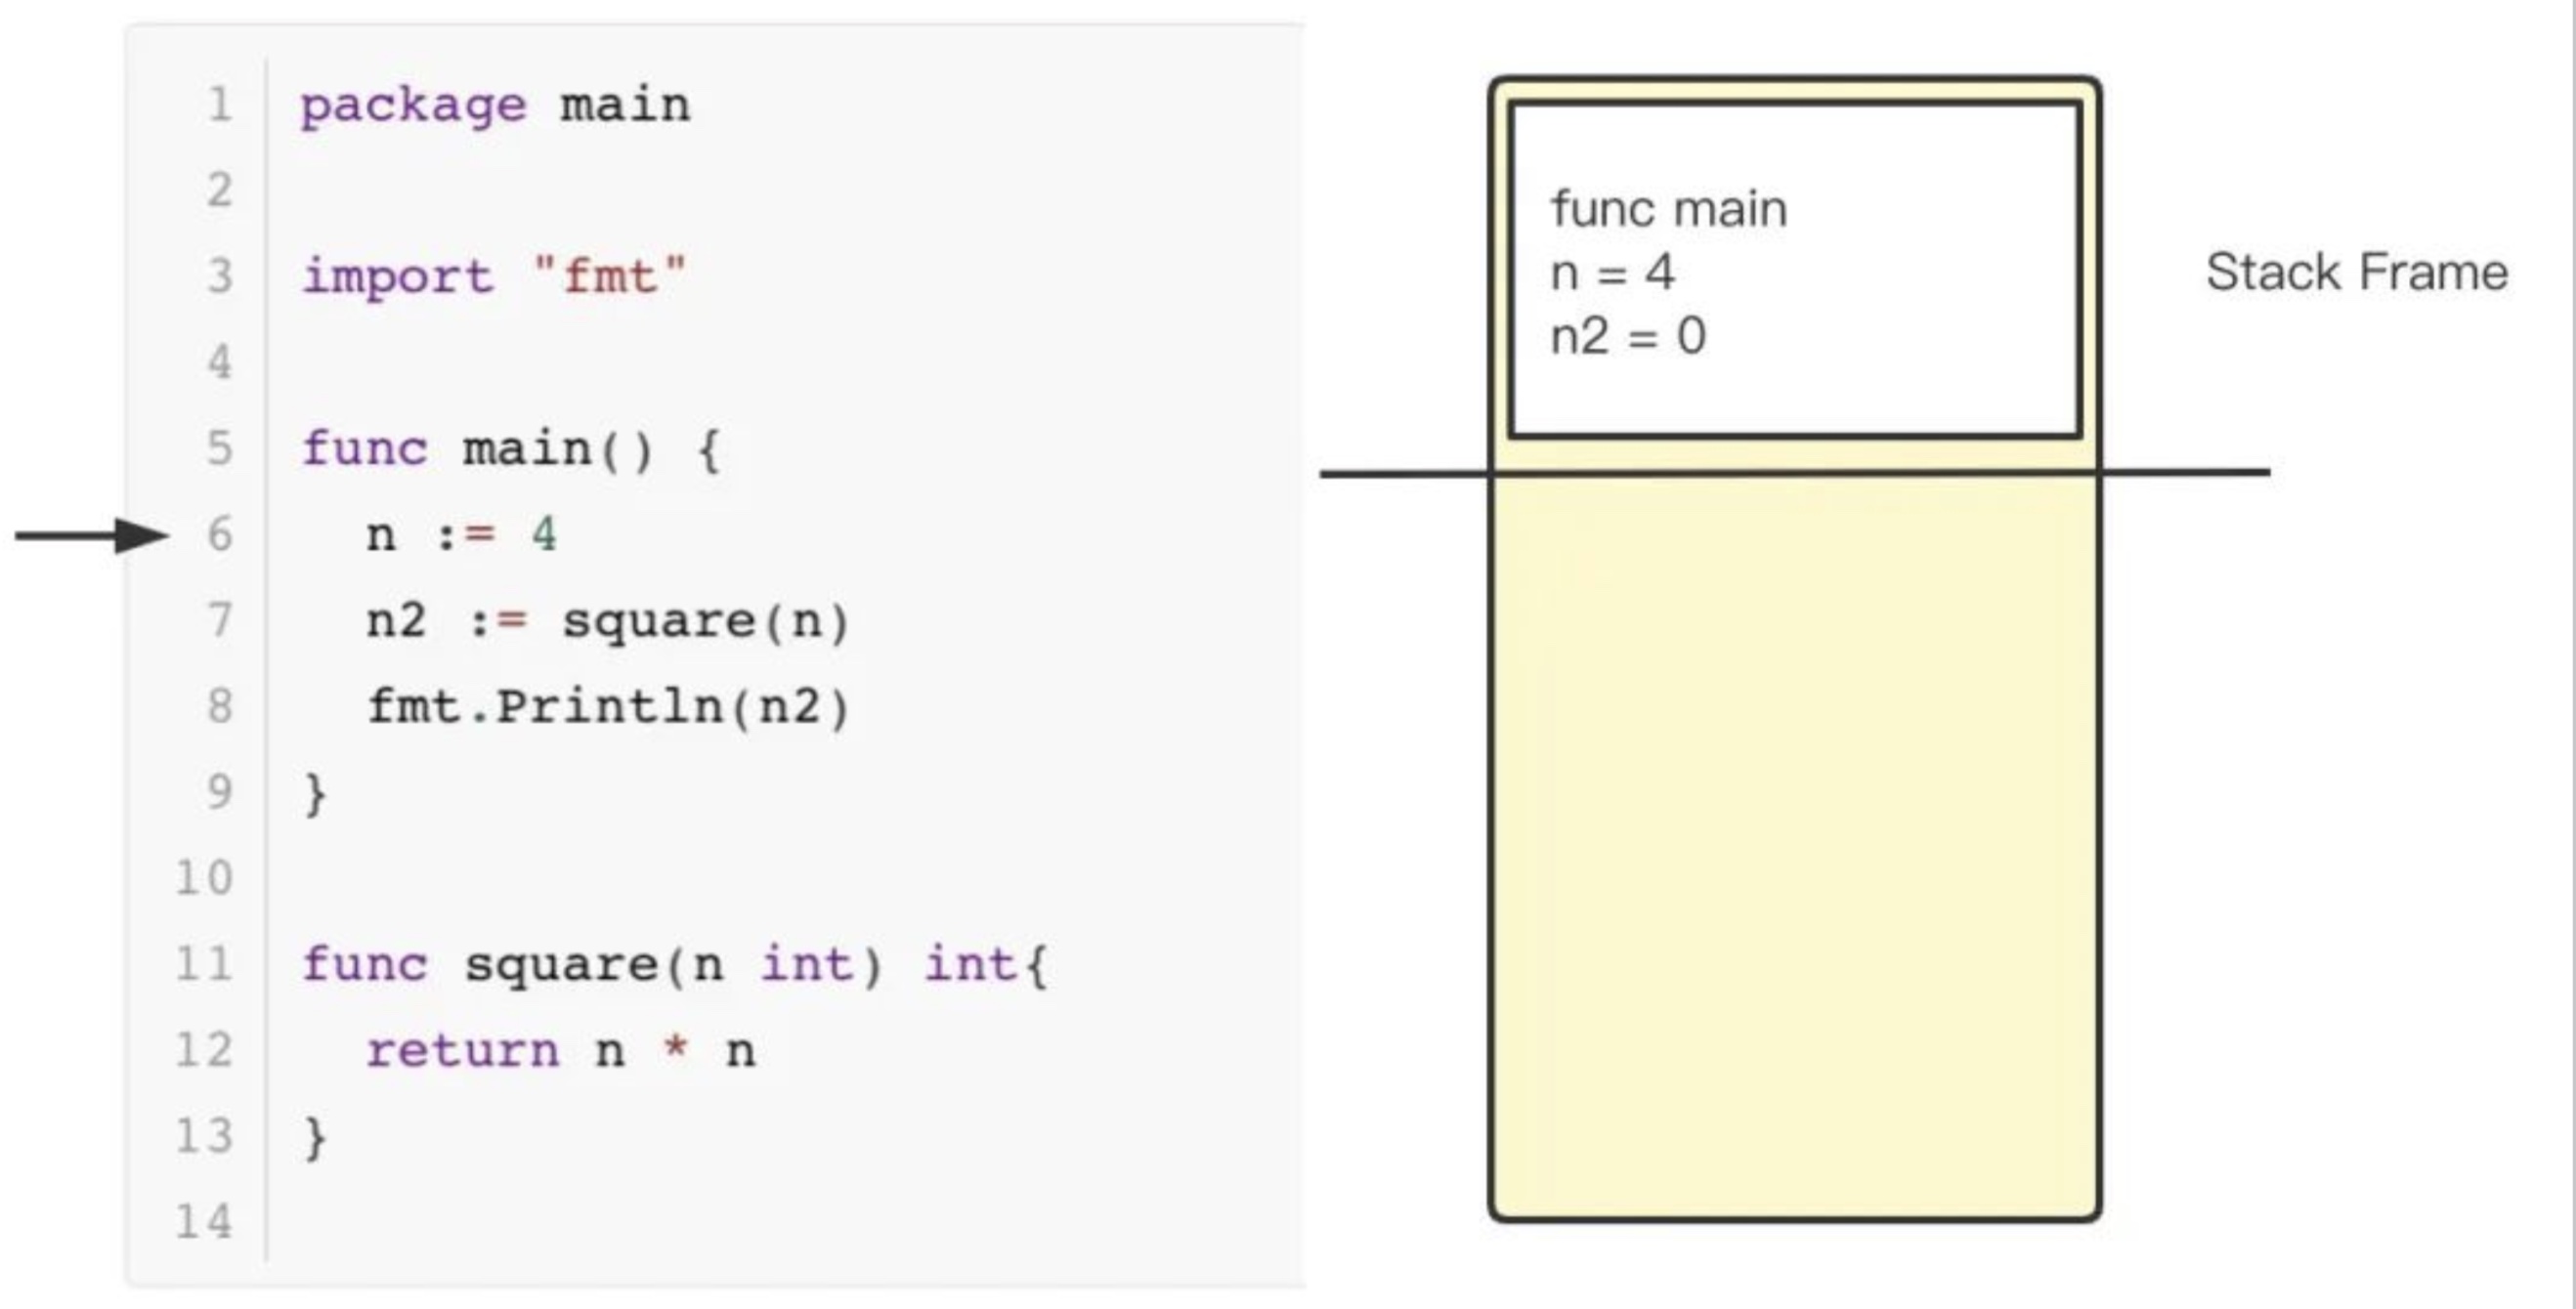 1 package main
2
3 import "fmt"
4
5 func main() {
6   n := 4
7   n2 := square(n)
8   fmt.Println(n2)
9 }
10
11 func square(n int) int{
12   return n * n
13 }
14
func main
n = 4
n2 = 0
Stack Frame